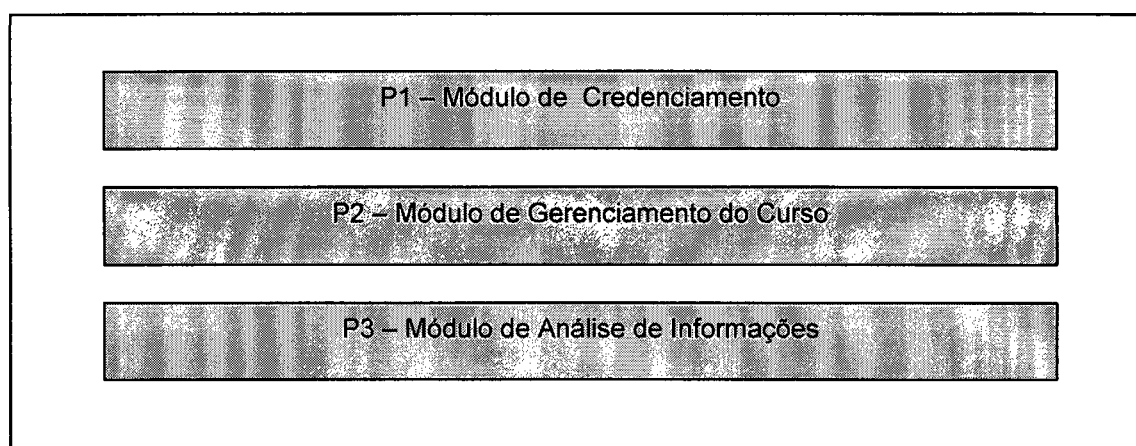 P1 – Módulo de Credenciamento
P2 – Módulo de Gerenciamento do Curso
P3 – Módulo de Análise de Informações